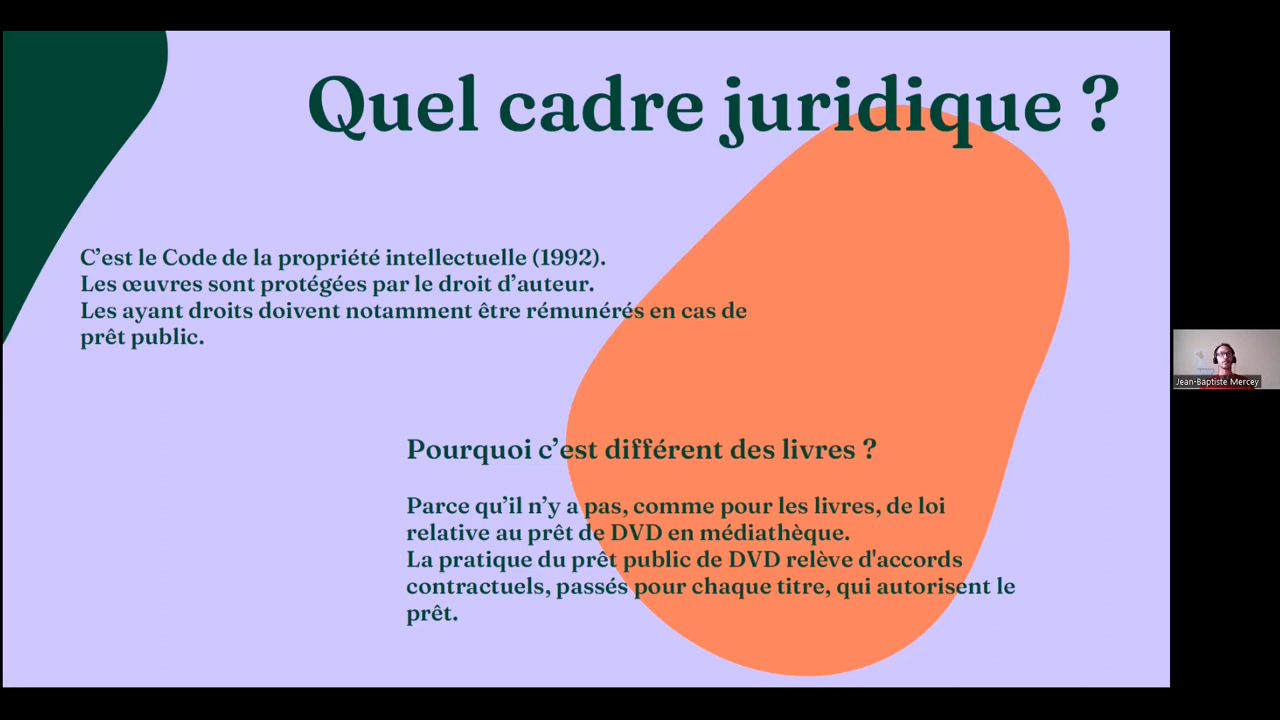 Quel cadre juridique ?
C’est le Code de la propriété intellectuelle (1992).
Les œuvres sont protégées par le droit d’auteur.
Les ayant droits doivent notamment être rémunérés en cas de
prêt public.
Pourquoi c’est différent des livres ?
Parce qu’il n’y a pas, comme pour les livres, de loi
relative au prêt de DVD en médiathèque.
La pratique du prêt public de DVD relève d'accords
contractuels, passés pour chaque titre, qui autorisent le
prêt.
Jean-Baptiste Mercey